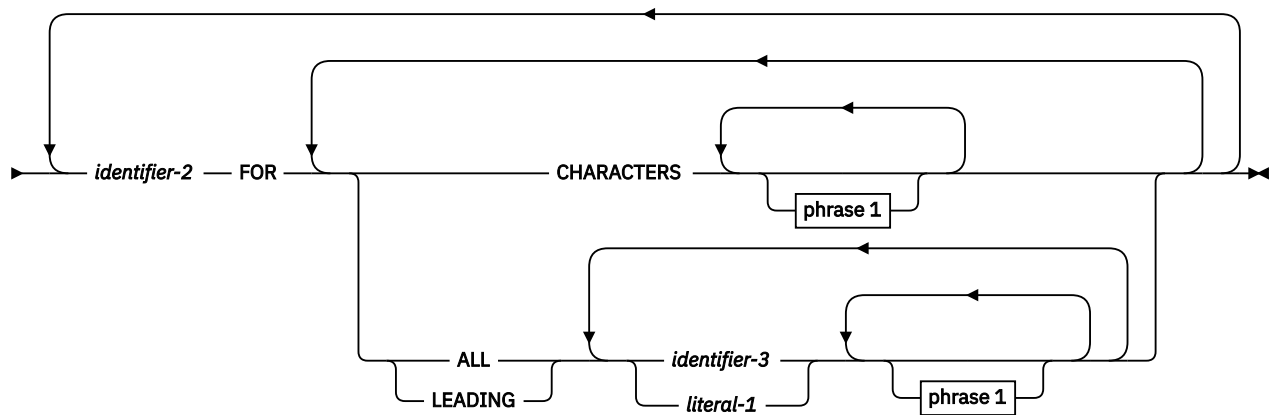 identifier-2 FOR CHARACTERS
phrase 1
ALL identifier-3
LEADING literal-1 phrase 1